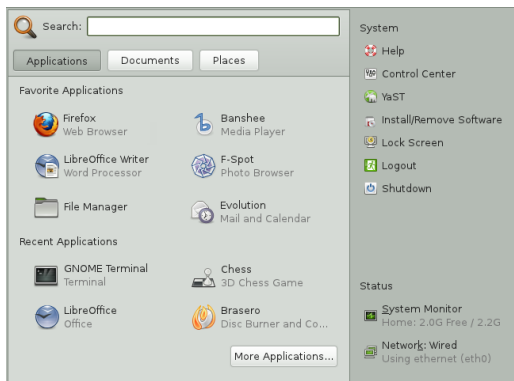 Search:
Applications
Documents
Places
Favorite Applications
Firefox
Web Browser
Banshee
Media Player
LibreOffice Writer
Word Processor
F-Spot
Photo Browser
File Manager
Evolution
Mail and Calendar
Recent Applications
GNOME Terminal
Terminal
Chess
3D Chess Game
LibreOffice
Office
Brasero
Disc Burner and Co...
More Applications...
System
Help
Control Center
YaST
Install/Remove Software
Lock Screen
Logout
Shutdown
Status
System Monitor
Home: 2.0G Free / 2.2G
Network: Wired
Using ethernet (eth0)